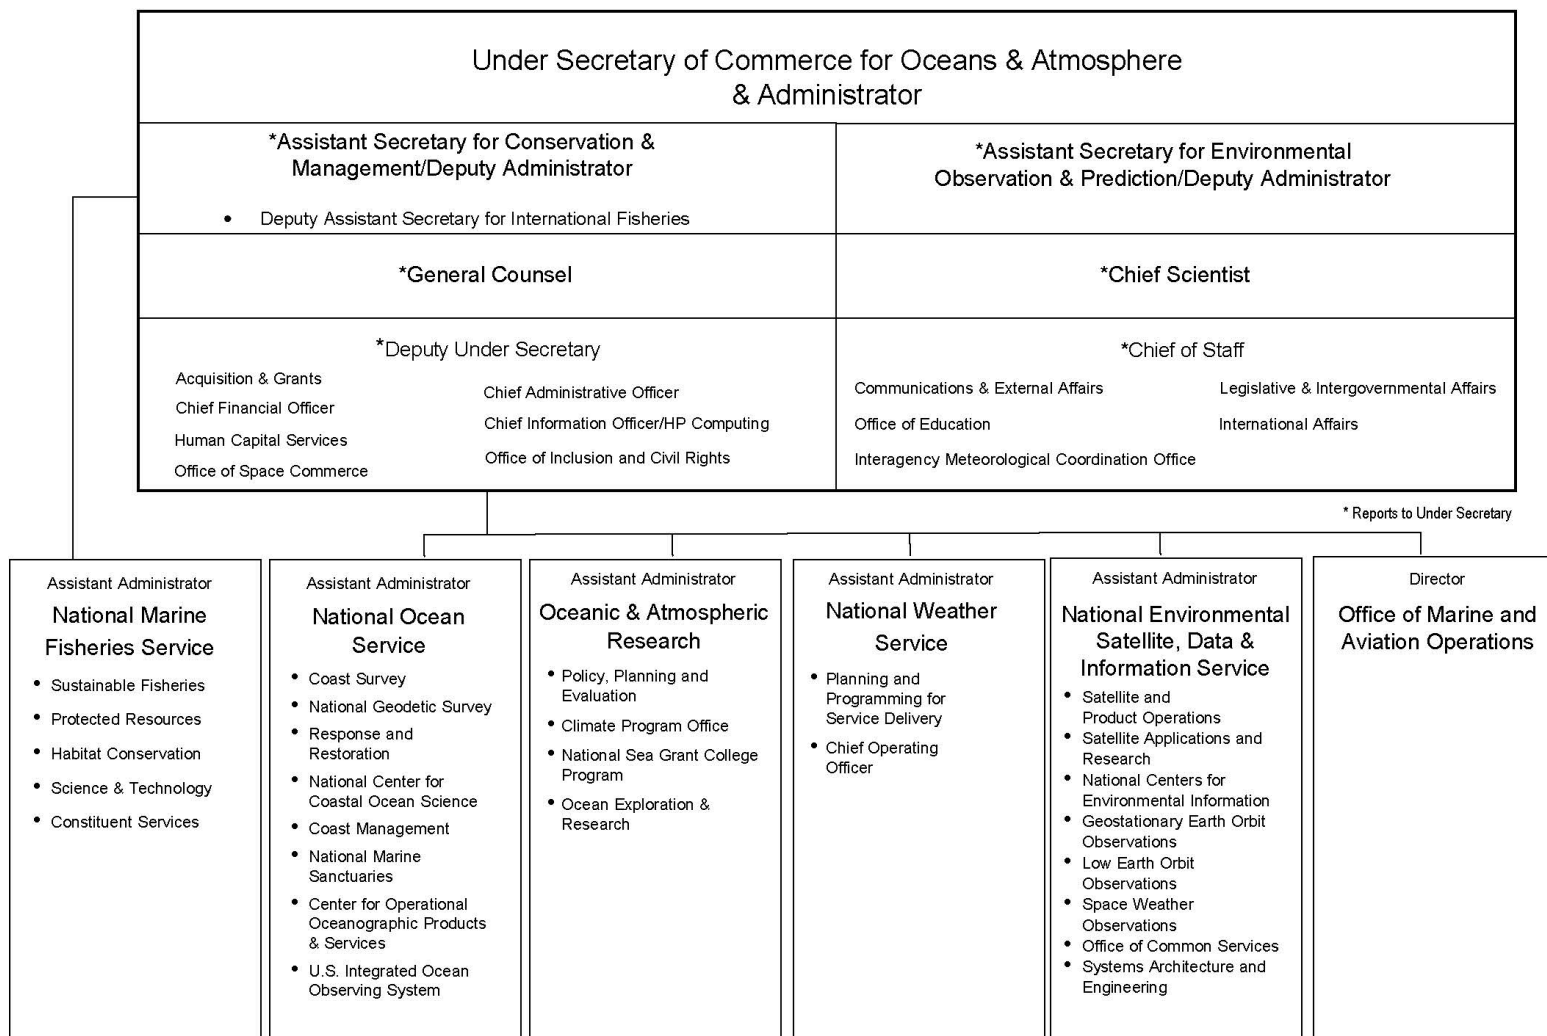 Under Secretary of Commerce for Oceans & Atmosphere
& Administrator
*Assistant Secretary for Conservation &
Management/Deputy Administrator
• Deputy Assistant Secretary for International Fisheries
*Assistant Secretary for Environmental
Observation & Prediction/Deputy Administrator
*General Counsel
*Chief Scientist
*Deputy Under Secretary
Acquisition & Grants
Chief Financial Officer
Human Capital Services
Office of Space Commerce
Chief Administrative Officer
Chief Information Officer/HP Computing
Office of Inclusion and Civil Rights
*Chief of Staff
Communications & External Affairs
Office of Education
Interagency Meteorological Coordination Office
Legislative & Intergovernmental Affairs
International Affairs
* Reports to Under Secretary
Assistant Administrator
National Marine
Fisheries Service
• Sustainable Fisheries
• Protected Resources
• Habitat Conservation
• Science & Technology
• Constituent Services
Assistant Administrator
National Ocean
Service
• Coast Survey
• National Geodetic Survey
• Response and
Restoration
• National Center for
Coastal Ocean Science
• Coast Management
• National Marine
Sanctuaries
• Center for Operational
Oceanographic Products
& Services
• U.S. Integrated Ocean
Observing System
Assistant Administrator
Oceanic & Atmospheric
Research
• Policy, Planning and
Evaluation
• Climate Program Office
• National Sea Grant College
Program
• Ocean Exploration &
Research
Assistant Administrator
National Weather
Service
• Planning and
Programming for
Service Delivery
• Chief Operating
Officer
Assistant Administrator
National Environmental
Satellite, Data &
Information Service
• Satellite and
Product Operations
• Satellite Applications and
Research
• National Centers for
Environmental Information
• Geostationary Earth Orbit
Observations
• Low Earth Orbit
Observations
• Space Weather
Observations
• Office of Common Services
• Systems Architecture and
Engineering
Director
Office of Marine and
Aviation Operations